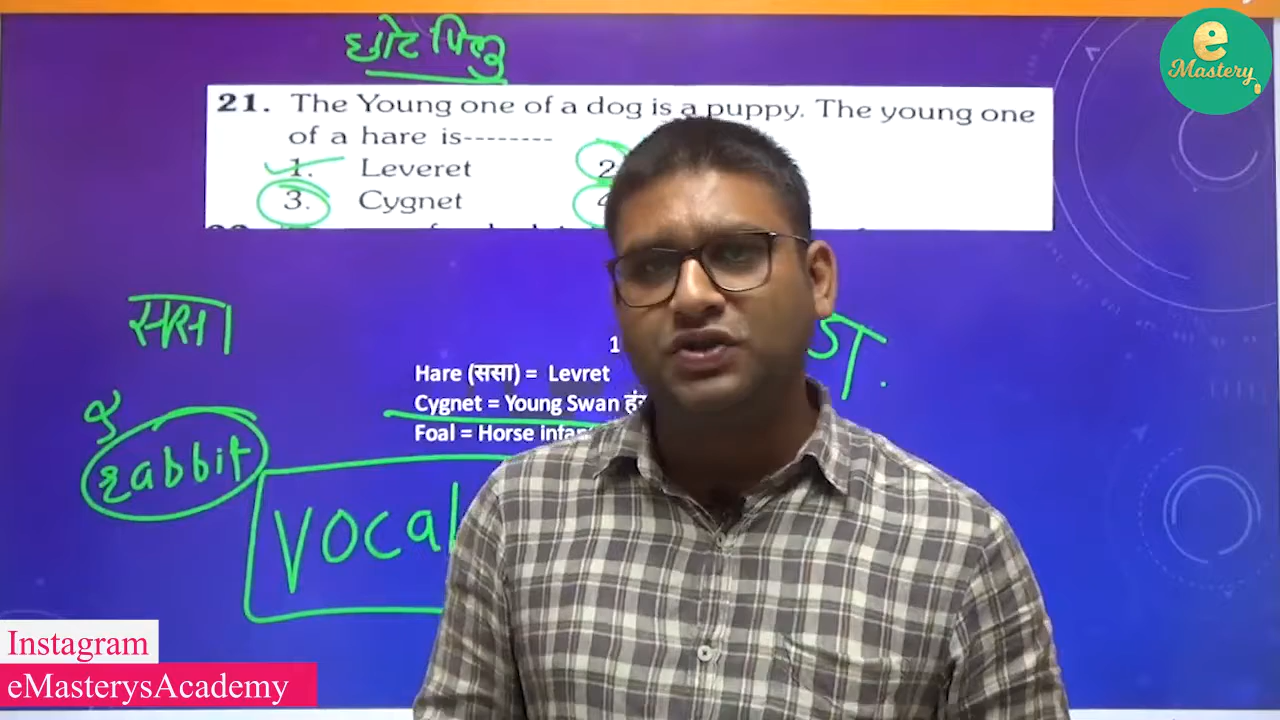 छोट पिलु
e
Mastery
21. The Young one of a dog is a puppy. The young one
of a hare is--------
1. Leveret 2
3. Cygnet 4
ससा
1
Hare (ससा) = Levret
Cygnet = Young Swan
Foal = Horse
rabbit
Vocal
Instagram
eMasterysAcademy